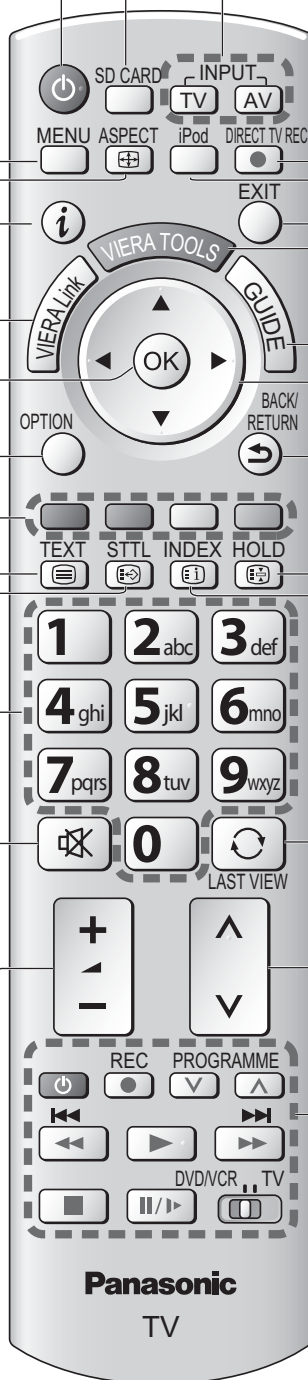 SD CARD
INPUT
TV AV
MENU ASPECT iPod DIRECT TV REC
EXIT
i
VIERA TOOLS
VIERA Link
GUIDE
OK
OPTION
BACK/
RETURN
TEXT STTL INDEX HOLD
1 2abc 3def
4ghi 5jkl 6mno
7pqrs 8tuv 9wxyz
0
LAST VIEW
+
−
REC PROGRAMME
DVD/VCR TV
Panasonic
TV